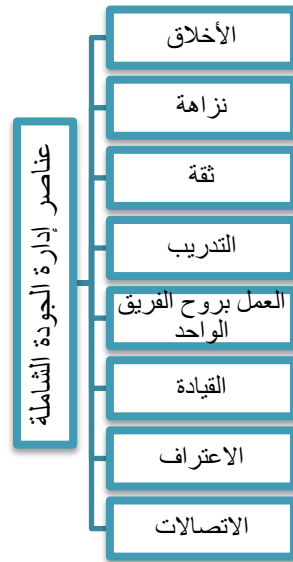 عناصر إدارة الجودة الشاملة
الأخلاق
نزاهة
ثقة
التدريب
العمل بروح الفريق
الواحد
القيادة
الاعتراف
الاتصالات